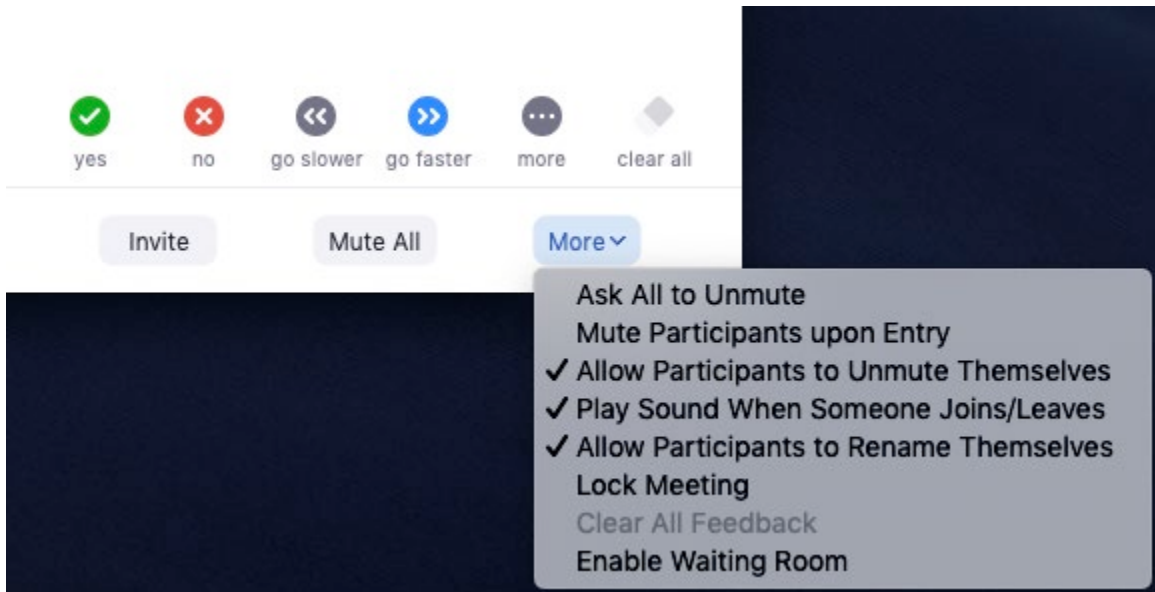 yes no go slower go faster more clear all
Invite Mute All More
Ask All to Unmute
Mute Participants upon Entry
✓ Allow Participants to Unmute Themselves
✓ Play Sound When Someone Joins/Leaves
✓ Allow Participants to Rename Themselves
Lock Meeting
Clear All Feedback
Enable Waiting Room